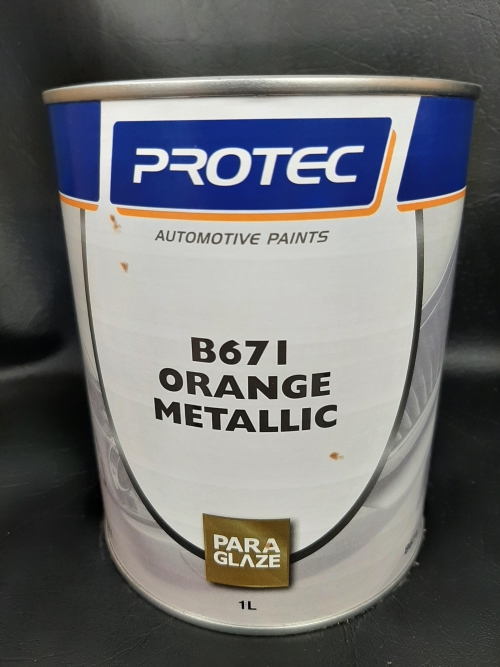 PROTEC
AUTOMOTIVE PAINTS
B671
ORANGE
METALLIC
PARA
GLAZE
1L